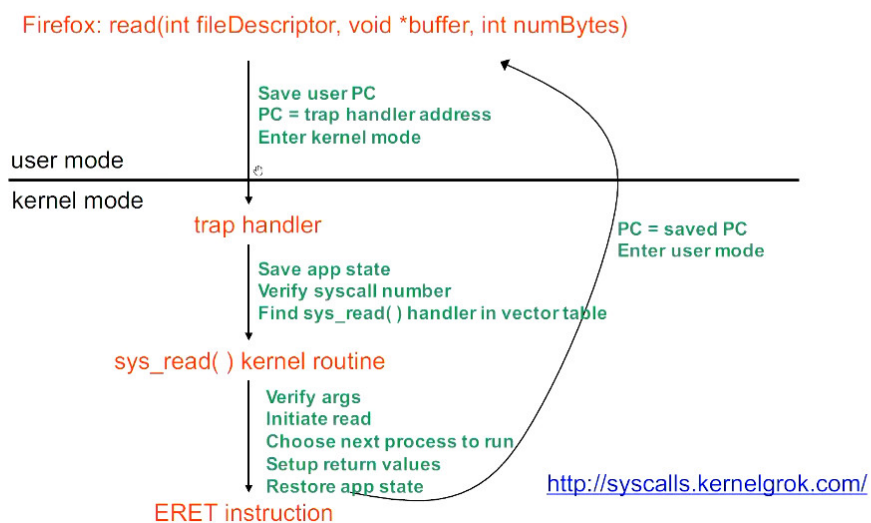 Firefox: read(int fileDescriptor, void *buffer, int numBytes)
Save user PC
PC = trap handler address
Enter kernel mode
user mode
kernel mode
trap handler
PC = saved PC
Enter user mode
Save app state
Verify syscall number
Find sys_read( ) handler in vector table
sys_read( ) kernel routine
Verify args
Initiate read
Choose next process to run
Setup return values
Restore app state
http://syscalls.kernelgrok.com/
ERET instruction